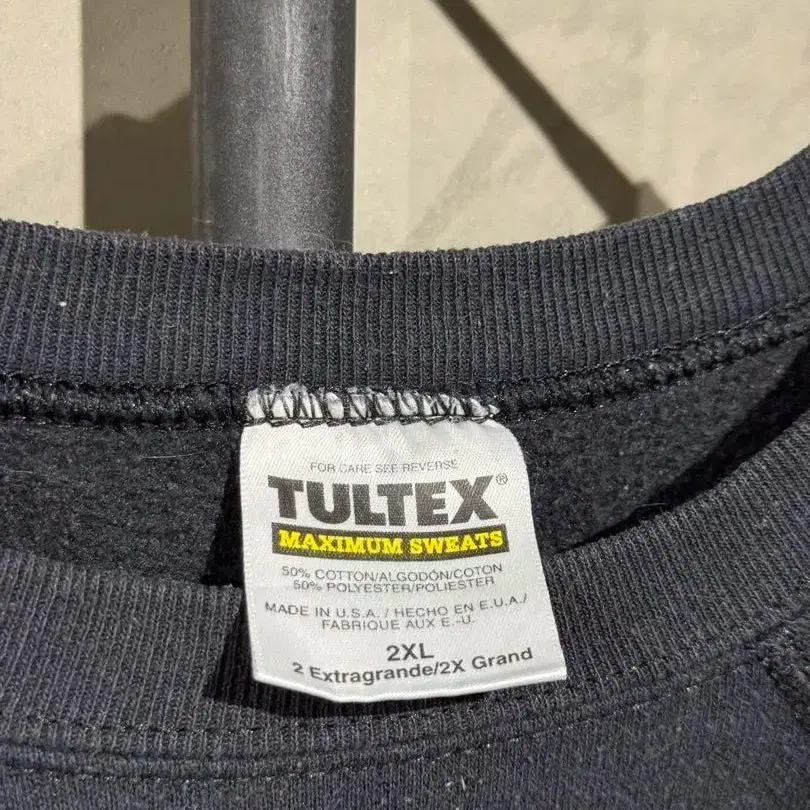 FOR CARE SEE REVERSE
TULTEX®
MAXIMUM SWEATS
50% COTTON/ALGODÓN/COTON
50% POLYESTER/POLIESTER
MADE IN U.S.A. / HECHO EN E.U.A./
FABRIQUE AUX E.-U.
2XL
2 Extragrande/2X Grand